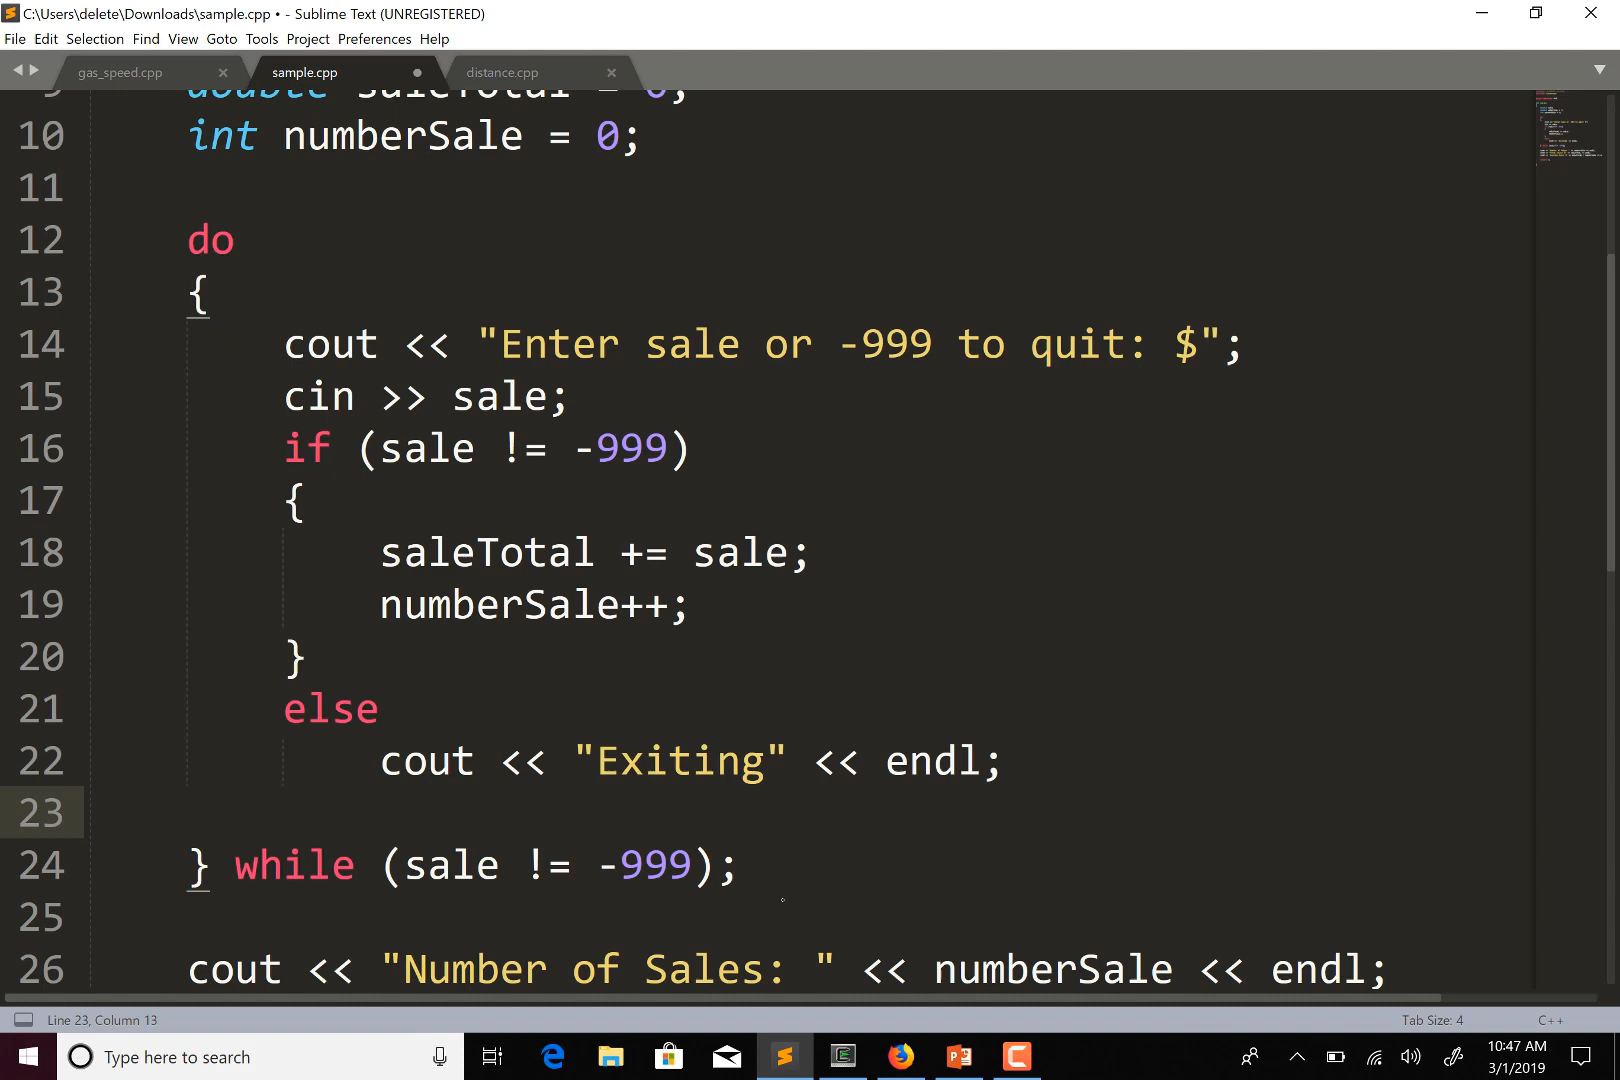 C:\Users\delete\Downloads\sample.cpp • - Sublime Text (UNREGISTERED)
File Edit Selection Find View Goto Tools Project Preferences Help
gas_speed.cpp sample.cpp distance.cpp
9 double saleTotal = 0;
10 int numberSale = 0;
11
12 do
13 {
14 cout << "Enter sale or -999 to quit: $";
15 cin >> sale;
16 if (sale != -999)
17 {
18 saleTotal += sale;
19 numberSale++;
20 }
21 else
22 cout << "Exiting" << endl;
23
24 } while (sale != -999);
25
26 cout << "Number of Sales: " << numberSale << endl;
Line 23, Column 13 Tab Size: 4 C++
Type here to search
10:47 AM
3/1/2019